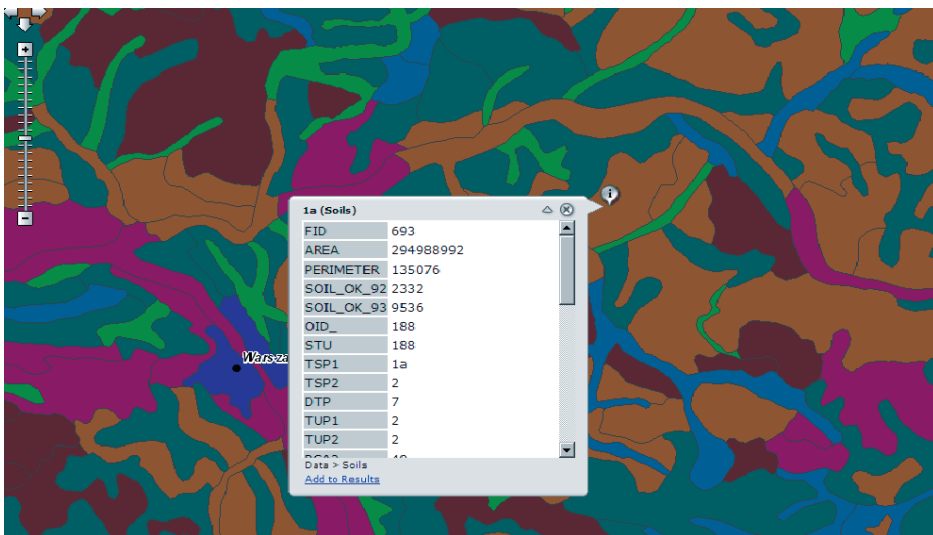 1a (Soils)
FID 693
AREA 294988992
PERIMETER 135076
SOIL_OK_92 2332
SOIL_OK_93 9536
OID_ 188
STU 188
TSP1 1a
TSP2 2
DTP 7
TUP1 2
TUP2 2
Data > Soils
Add to Results
Warsza